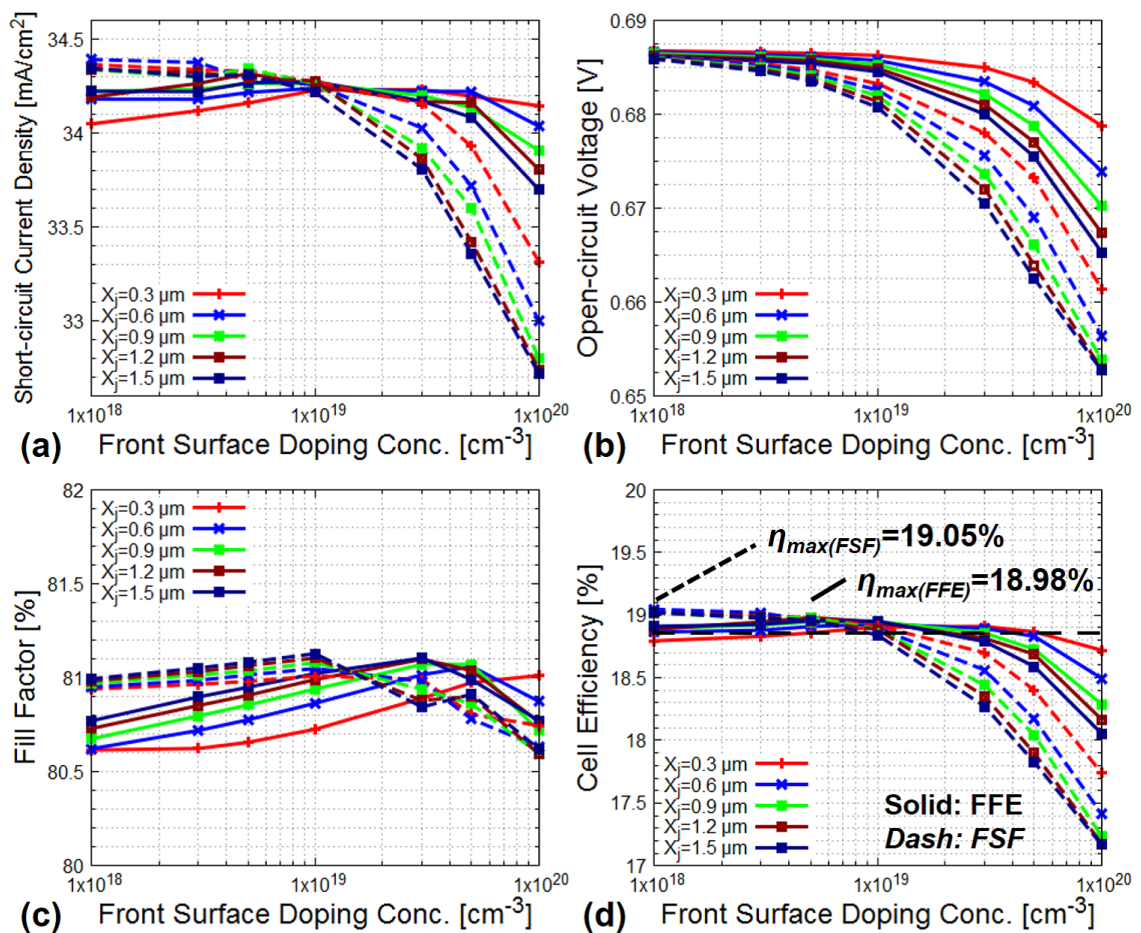 34.5
34
33.5
33
Short-circuit Current Density [mA/cm2]
Xj=0.3 µm
Xj=0.6 µm
Xj=0.9 µm
Xj=1.2 µm
Xj=1.5 µm
1x10^18
1x10^19
1x10^20
(a) Front Surface Doping Conc. [cm^-3]
0.69
0.68
0.67
0.66
0.65
Open-circuit Voltage [V]
Xj=0.3 µm
Xj=0.6 µm
Xj=0.9 µm
Xj=1.2 µm
Xj=1.5 µm
1x10^18
1x10^19
1x10^20
(b) Front Surface Doping Conc. [cm^-3]
82
81.5
81
80.5
80
Fill Factor [%]
Xj=0.3 µm
Xj=0.6 µm
Xj=0.9 µm
Xj=1.2 µm
Xj=1.5 µm
1x10^18
1x10^19
1x10^20
(c) Front Surface Doping Conc. [cm^-3]
20
19.5
19
18.5
18
17.5
17
Cell Efficiency [%]
ηmax(FSF)=19.05%
ηmax(FFE)=18.98%
Xj=0.3 µm
Xj=0.6 µm
Xj=0.9 µm
Xj=1.2 µm
Xj=1.5 µm
Solid: FFE
Dash: FSF
1x10^18
1x10^19
1x10^20
(d) Front Surface Doping Conc. [cm^-3]